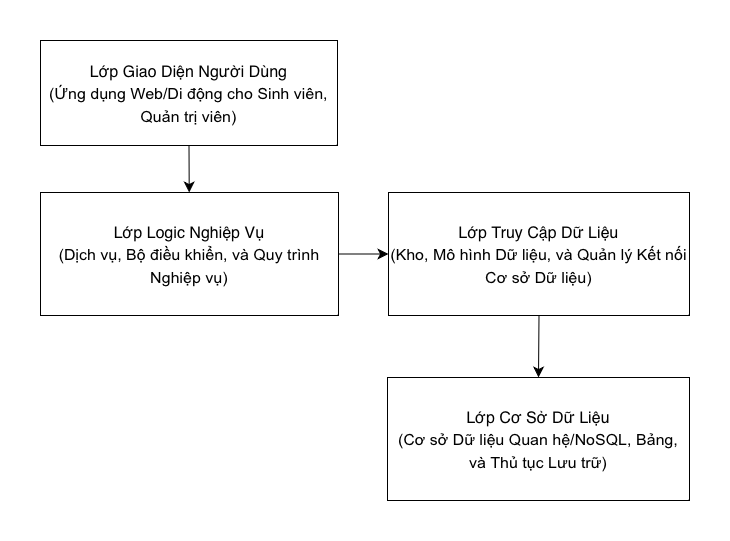 Lớp Giao Diện Người Dùng
(Ứng dụng Web/Di động cho Sinh viên,
Quản trị viên)
Lớp Logic Nghiệp Vụ
(Dịch vụ, Bộ điều khiển, và Quy trình
Nghiệp vụ)
Lớp Truy Cập Dữ Liệu
(Kho, Mô hình Dữ liệu, và Quản lý Kết nối
Cơ sở Dữ liệu)
Lớp Cơ Sở Dữ Liệu
(Cơ sở Dữ liệu Quan hệ/NoSQL, Bảng,
và Thủ tục Lưu trữ)